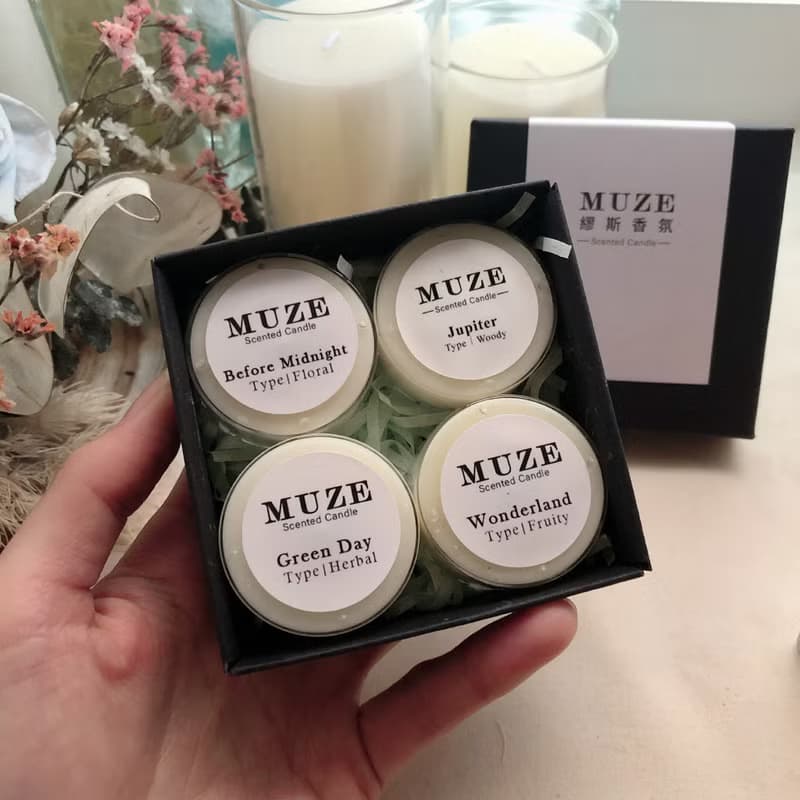 MUZE
Scented Candle
Before Midnight
Type|Floral
MUZE
—Scented Candle—
Jupiter
Type|Woody
MUZE
Scented Candle
Green Day
Type|Herbal
MUZE
Scented Candle
Wonderland
Type|Fruity
MUZE
繆斯香氛
—Scented Candle—